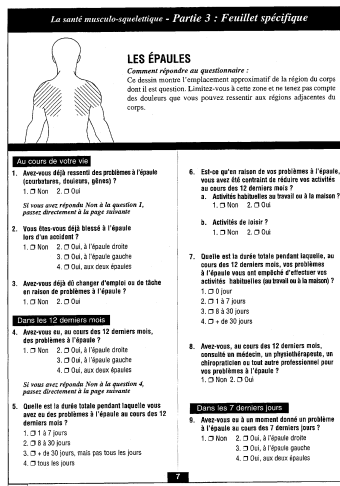 La santé musculo-squelettique - Partie 3 : Feuillet spécifique
LES ÉPAULES
Comment répondre au questionnaire :
Ce dessin montre l'emplacement approximatif de la région du corps
dont il est question. Limitez-vous à cette zone et ne tenez pas compte
des douleurs que vous pouvez ressentir aux régions adjacentes du
corps.
Au cours de votre vie
1. Avez-vous déjà ressenti des problèmes à l'épaule
(courbatures, douleurs, gênes) ?
1. Non 2. Oui
Si vous avez répondu Non à la question 1,
passez directement à la page suivante
2. Vous êtes-vous déjà blessé à l'épaule
lors d'un accident ?
1. Non 2. Oui, à l'épaule droite
3. Oui, à l'épaule gauche
4. Oui, aux deux épaules
3. Avez-vous déjà dû changer d'emploi ou de tâche
en raison de problèmes à l'épaule ?
1. Non 2. Oui
Dans les 12 derniers mois
4. Avez-vous eu, au cours des 12 derniers mois,
des problèmes à l'épaule ?
1. Non 2. Oui, à l'épaule droite
3. Oui, à l'épaule gauche
4. Oui, aux deux épaules
Si vous avez répondu Non à la question 4,
passez directement à la page suivante
5. Quelle est la durée totale pendant laquelle vous
avez eu des problèmes à l'épaule au cours des 12
derniers mois ?
1. 1 à 7 jours
2. 8 à 30 jours
3. + de 30 jours, mais pas tous les jours
4. tous les jours
6. Est-ce qu'en raison de vos problèmes à l'épaule,
vous avez été contraint de réduire vos activités
au cours des 12 derniers mois ?
a. Activités habituelles au travail ou à la maison ?
1. Non 2. Oui
b. Activités de loisir ?
1. Non 2. Oui
7. Quelle est la durée totale pendant laquelle, au
cours des 12 derniers mois, vos problèmes
à l'épaule vous ont empêché d'effectuer vos
activités habituelles (au travail ou à la maison) ?
1. 0 jour
2. 1 à 7 jours
3. 8 à 30 jours
4. + de 30 jours
8. Avez-vous, au cours des 12 derniers mois,
consulté un médecin, un physiothérapeute, un
chiropraticien ou tout autre professionnel pour
vos problèmes à l'épaule ?
1. Non 2. Oui
Dans les 7 derniers jours
9. Avez-vous eu à un moment donné un problème
à l'épaule au cours des 7 derniers jours ?
1. Non 2. Oui, à l'épaule droite
3. Oui, à l'épaule gauche
4. Oui, aux deux épaules
7